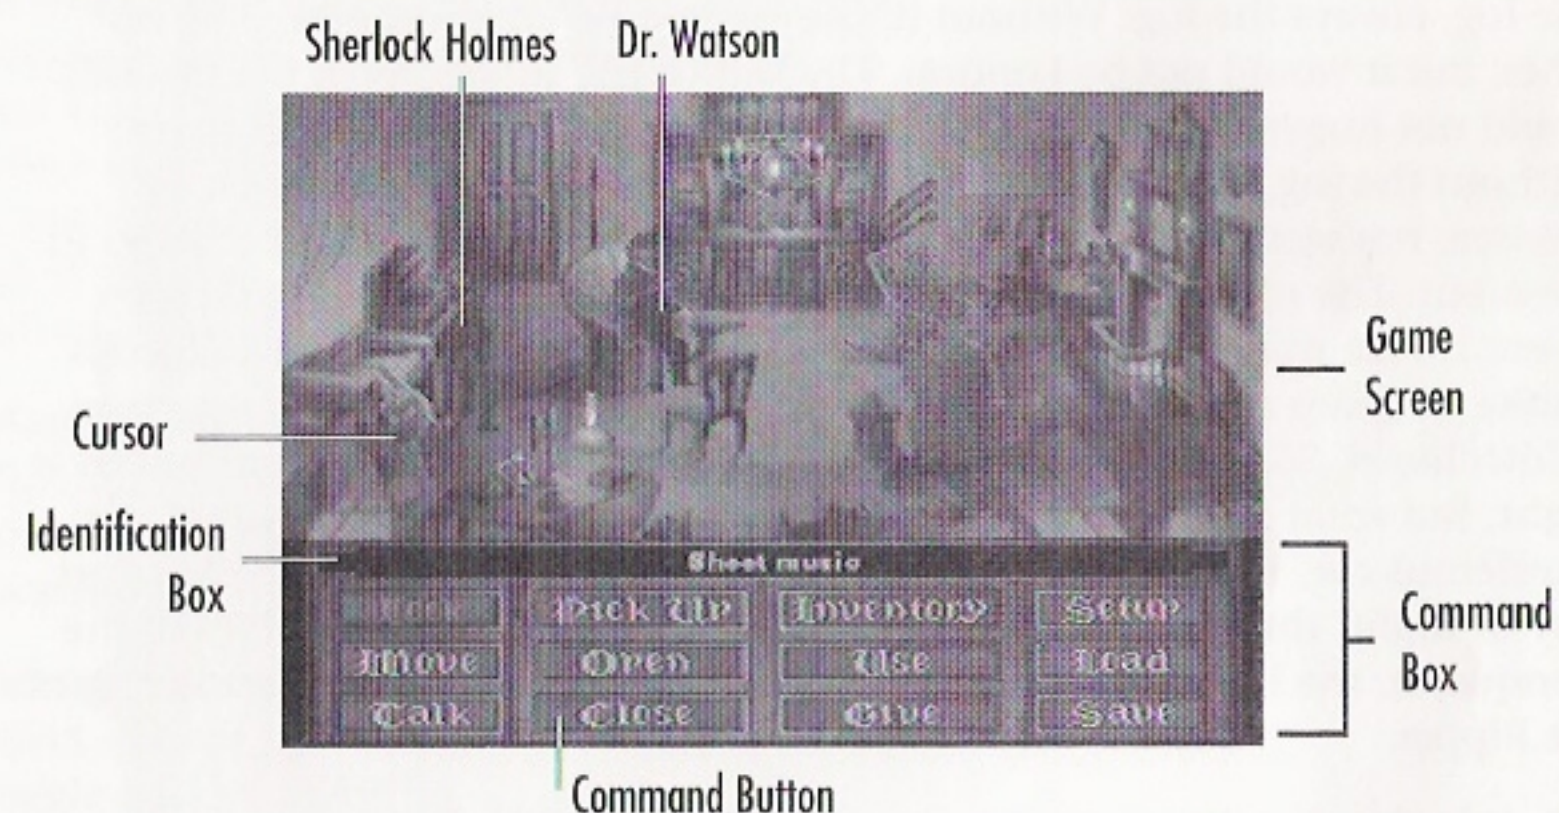 Sherlock Holmes
Dr. Watson
Game
Screen
Cursor
Identification
Box
Sheet music
Look Pick Up Inventory Setup
Move Open Use Load
Talk Close Give Save
Command
Box
Command Button